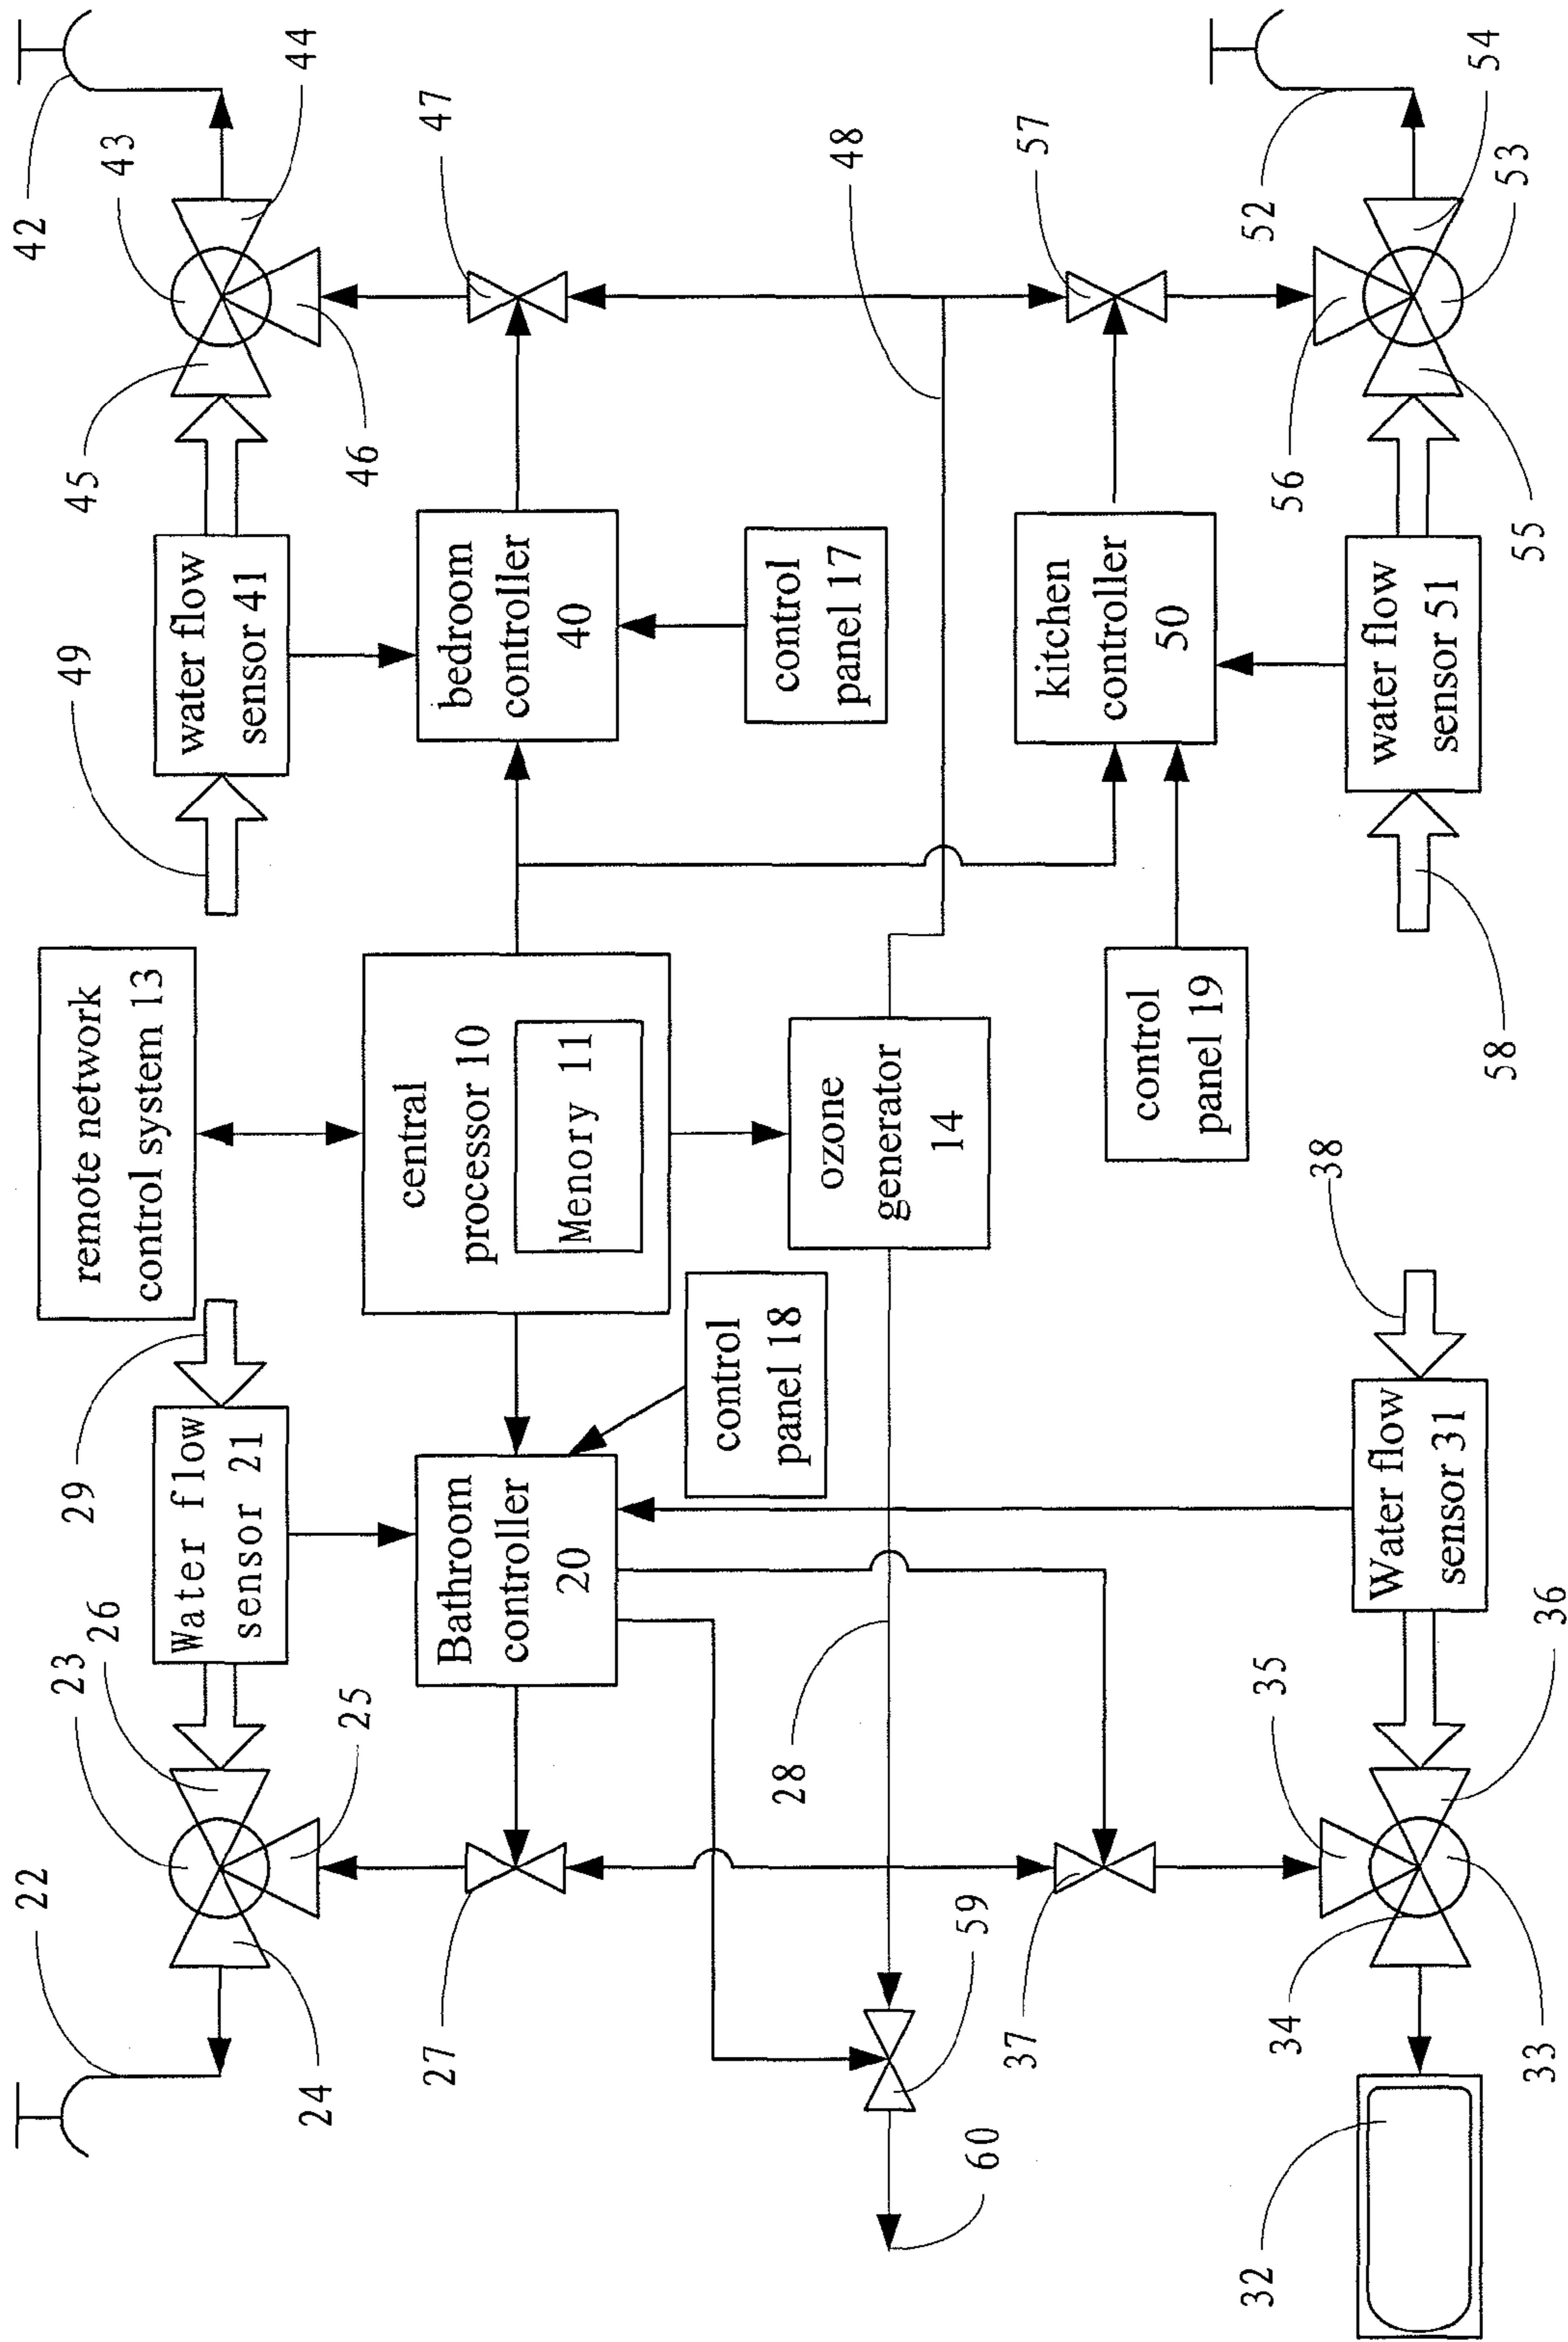 22
23
26
29
remote network
control system 13
49
45
43
42
44
Water flow
sensor 21
water flow
sensor 41
24
25
46
47
27
Bathroom
controller
20
central
processor 10
Menory 11
bedroom
controller
40
control
panel 18
control
panel 17
28
ozone
generator
14
48
60
59
37
57
control
panel 19
kitchen
controller
50
32
34
35
38
56
52
Water flow
sensor 31
water flow
sensor 51
33
36
58
55
53
54